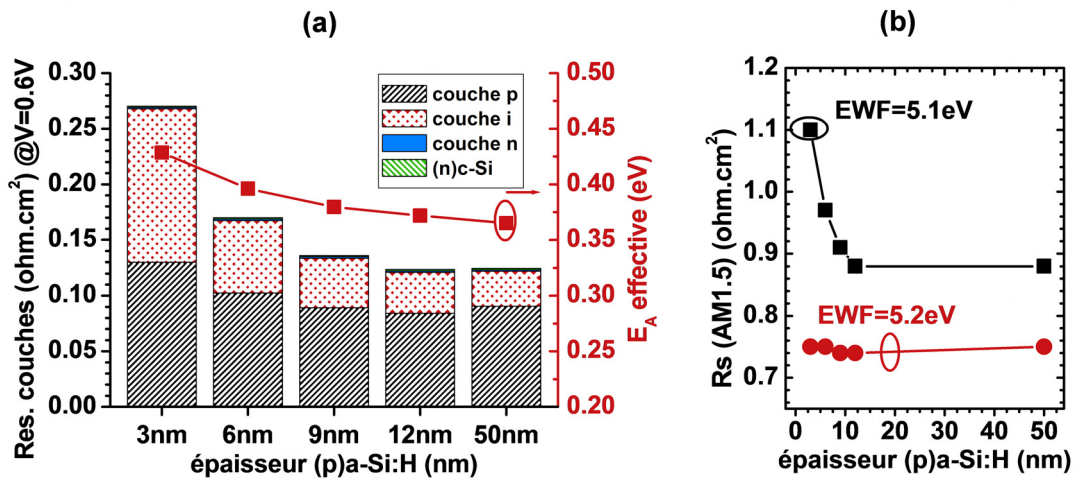 (a)
Res. couches (ohm.cm²) @V=0.6V
0.30
0.25
0.20
0.15
0.10
0.05
0.00
couche p
couche i
couche n
(n)c-Si
0.50
0.45
0.40
0.35
0.30
0.25
0.20
E_A effective (eV)
3nm 6nm 9nm 12nm 50nm
épaisseur (p)a-Si:H (nm)
(b)
Rs (AM1.5) (ohm.cm²)
1.2
1.1
1.0
0.9
0.8
0.7
EWF=5.1eV
EWF=5.2eV
0 10 20 30 40 50
épaisseur (p)a-Si:H (nm)